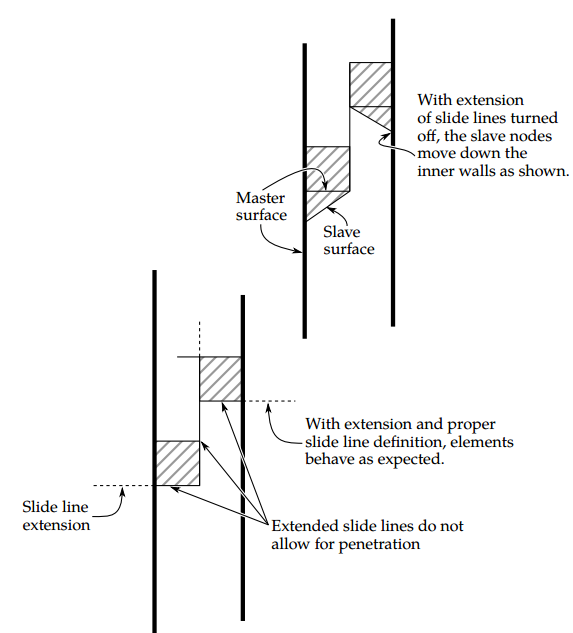 With extension
of slide lines turned
off, the slave nodes
move down the
inner walls as shown.
Master
surface
Slave
surface
With extension and proper
slide line definition, elements
behave as expected.
Slide line
extension
Extended slide lines do not
allow for penetration